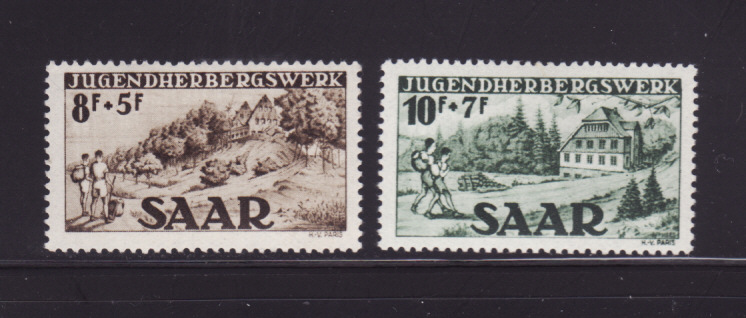 JUGENDHERBERGSWERK
8F+5F
SAAR
H.-V. PARIS
JUGENDHERBERGSWERK
10F+7F
SAAR
H.-V. PARIS